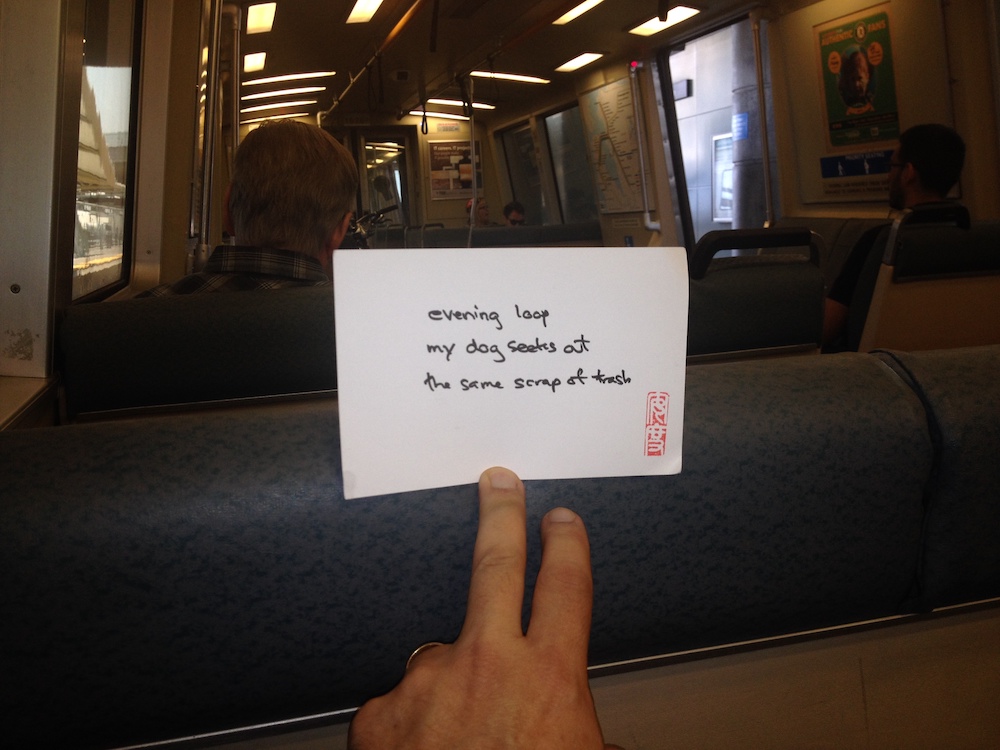 evening loop
my dog seeks out
the same scrap of trash